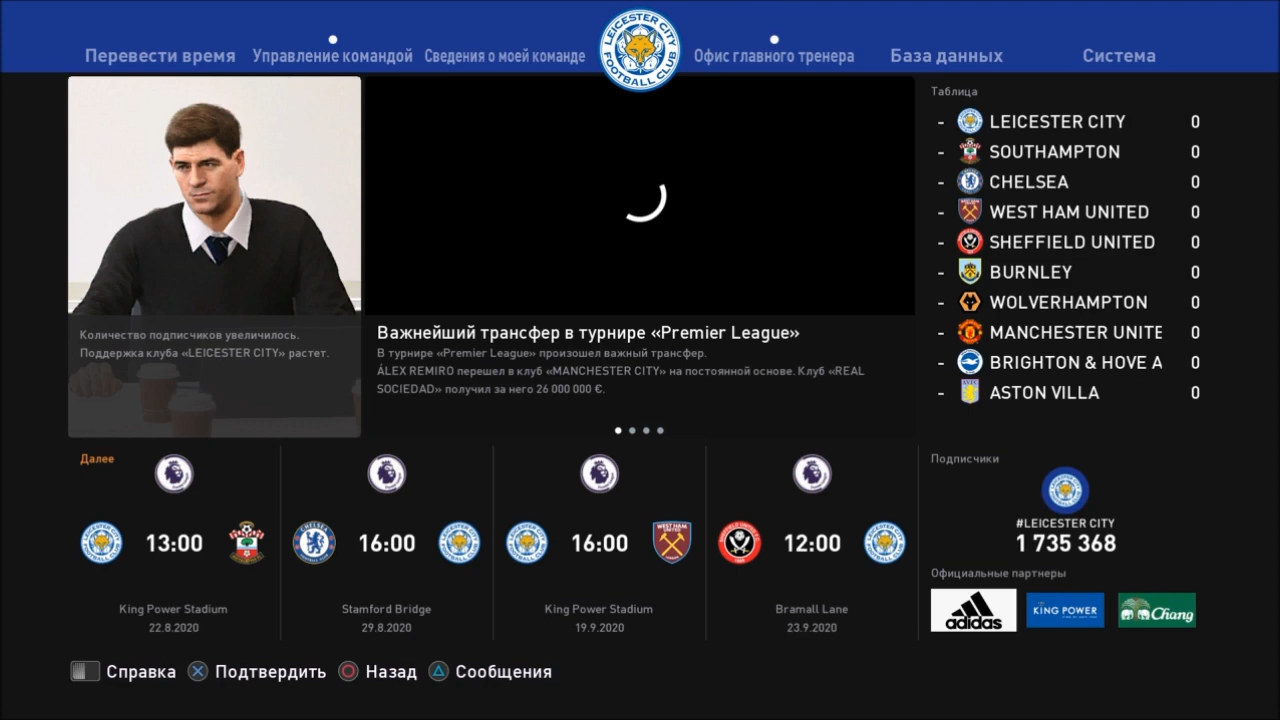 Перевести время
Управление командой
Сведения о моей команде
LEICESTER CITY
FOOTBALL CLUB
Офис главного тренера
База данных
Система
Количество подписчиков увеличилось.
Поддержка клуба «LEICESTER CITY» растет.
Важнейший трансфер в турнире «Premier League»
В турнире «Premier League» произошел важный трансфер.
ÁLEX REMIRO перешел в клуб «MANCHESTER CITY» на постоянной основе. Клуб «REAL
SOCIEDAD» получил за него 26 000 000 €.
Таблица
- LEICESTER CITY 0
- SOUTHAMPTON 0
- CHELSEA 0
- WEST HAM UNITED 0
- SHEFFIELD UNITED 0
- BURNLEY 0
- WOLVERHAMPTON 0
- MANCHESTER UNITE 0
- BRIGHTON & HOVE A 0
- ASTON VILLA 0
Далее
13:00
King Power Stadium
22.8.2020
16:00
Stamford Bridge
29.8.2020
16:00
King Power Stadium
19.9.2020
12:00
Bramall Lane
23.9.2020
Подписчики
#LEICESTER CITY
1 735 368
Официальные партнеры
adidas
KING POWER
Chang
Справка
Подтвердить
Назад
Сообщения